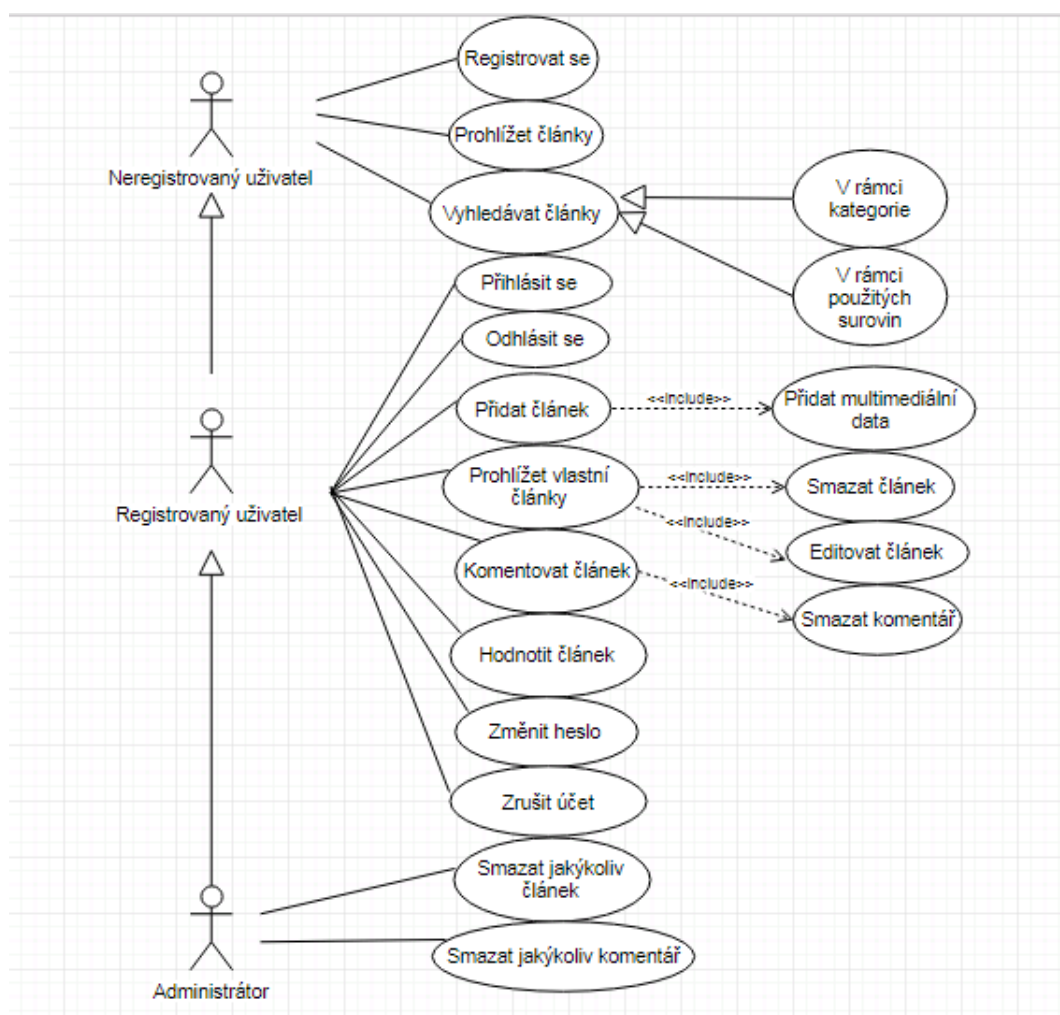 Registrovat se
Neregistrovaný uživatel
Prohlížet články
Vyhledávat články
V rámci
kategorie
V rámci
použitých
surovin
Přihlásit se
Odhlásit se
Registrovaný uživatel
Přidat článek
<<include>>
Přidat multimediální
data
Prohlížet vlastní
články
<<include>>
Smazat článek
<<include>>
Editovat článek
Komentovat článek
<<include>>
Smazat komentář
Hodnotit článek
Změnit heslo
Zrušit účet
Administrátor
Smazat jakýkoliv
článek
Smazat jakýkoliv komentář